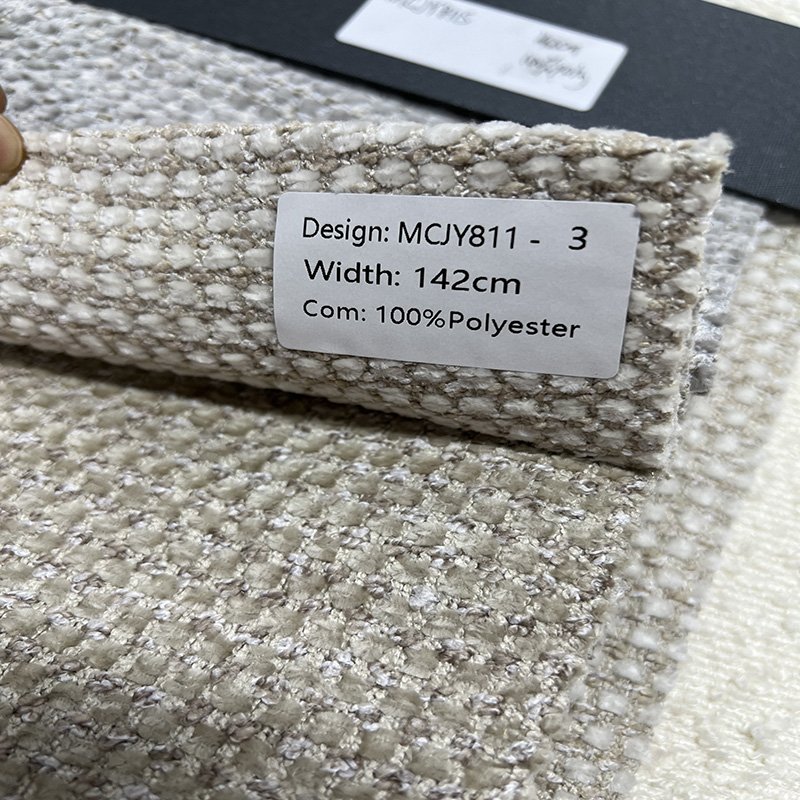 Design: MCJY811 - 3
Width: 142cm
Com: 100%Polyester